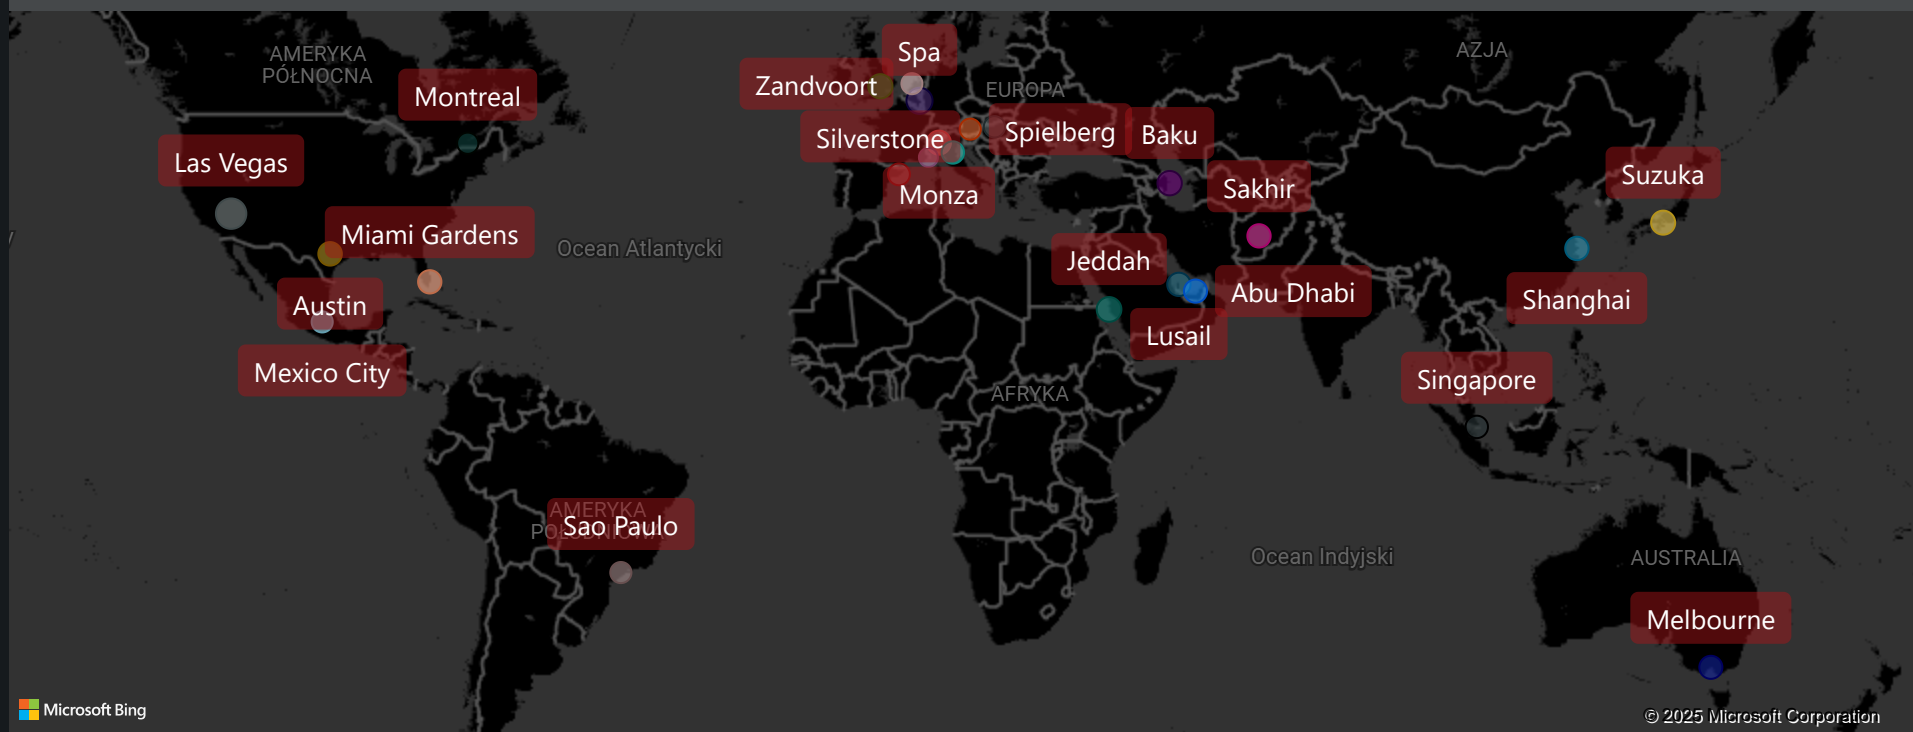 AMERYKA
PÓŁNOCNA
Montreal
Las Vegas
Miami Gardens
Austin
Mexico City
Ocean Atlantycki
Spa
Zandvoort
EUROPA
Silverstone
Spielberg
Baku
Monza
Sakhir
Jeddah
Abu Dhabi
Lusail
AZJA
Suzuka
Shanghai
Singapore
AFRYKA
AMERYKA
POŁUDNIOWA
Sao Paulo
Ocean Indyjski
AUSTRALIA
Melbourne
Microsoft Bing
© 2025 Microsoft Corporation